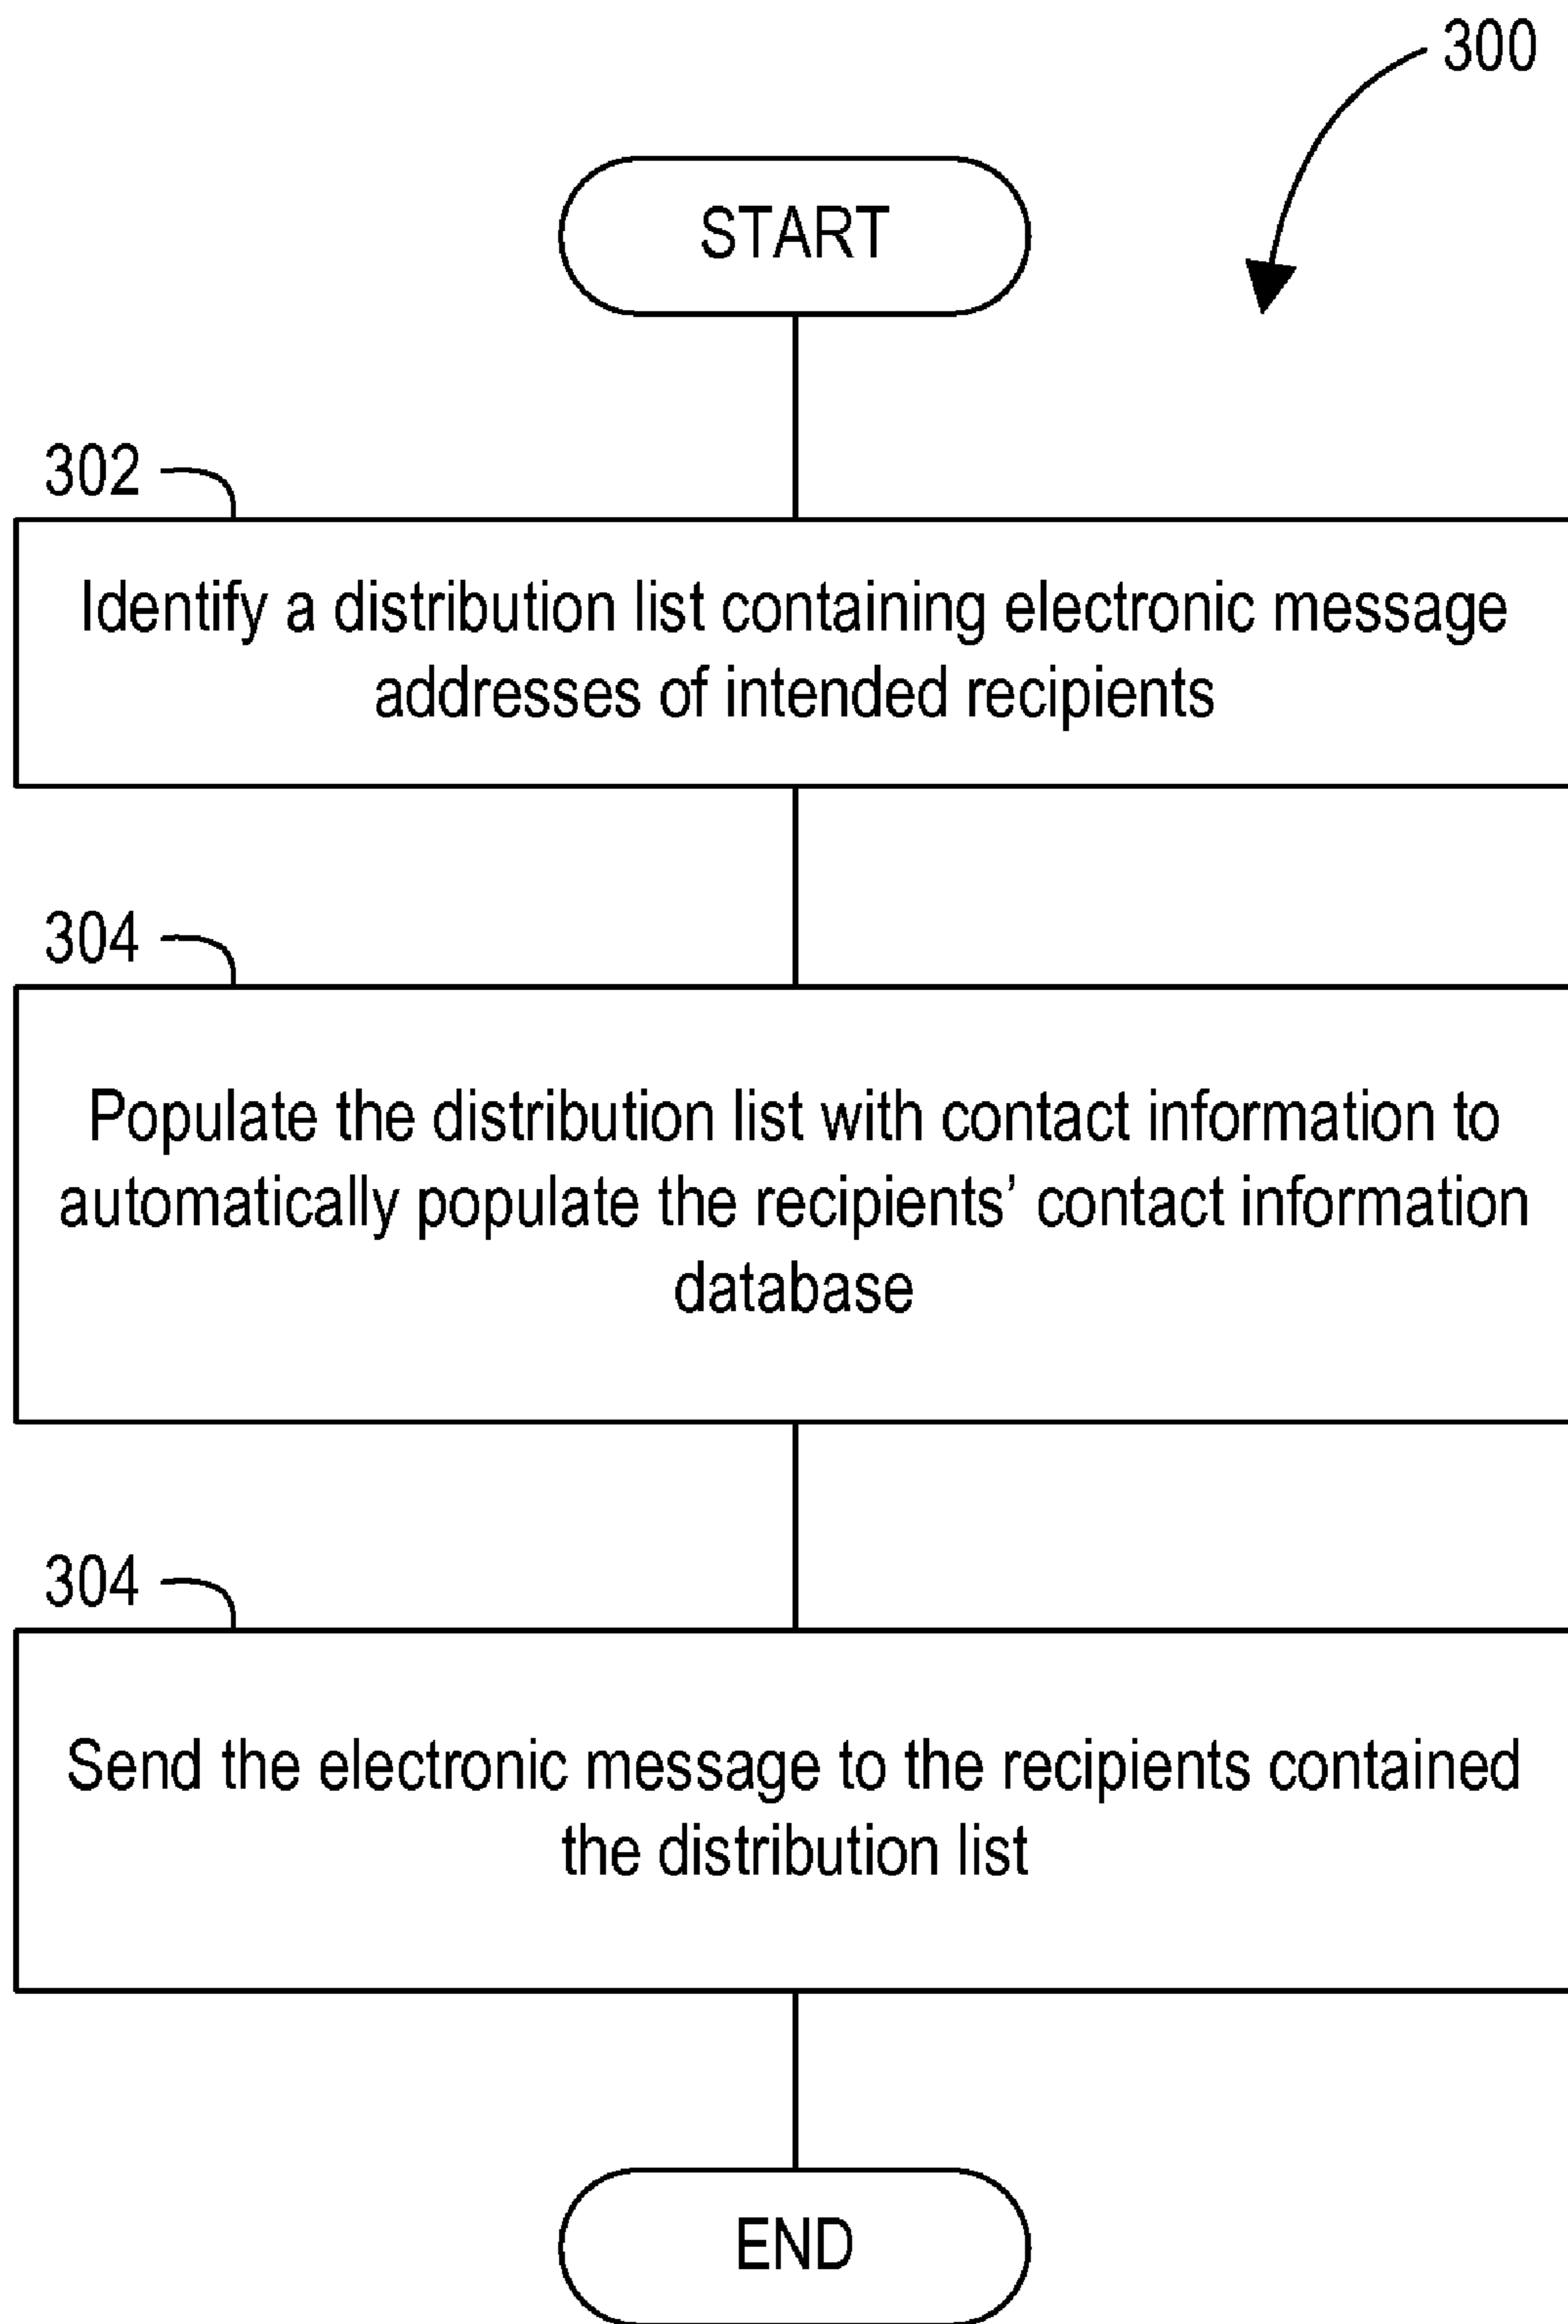 300
START
302
Identify a distribution list containing electronic message
addresses of intended recipients
304
Populate the distribution list with contact information to
automatically populate the recipients’ contact information
database
304
Send the electronic message to the recipients contained
the distribution list
END